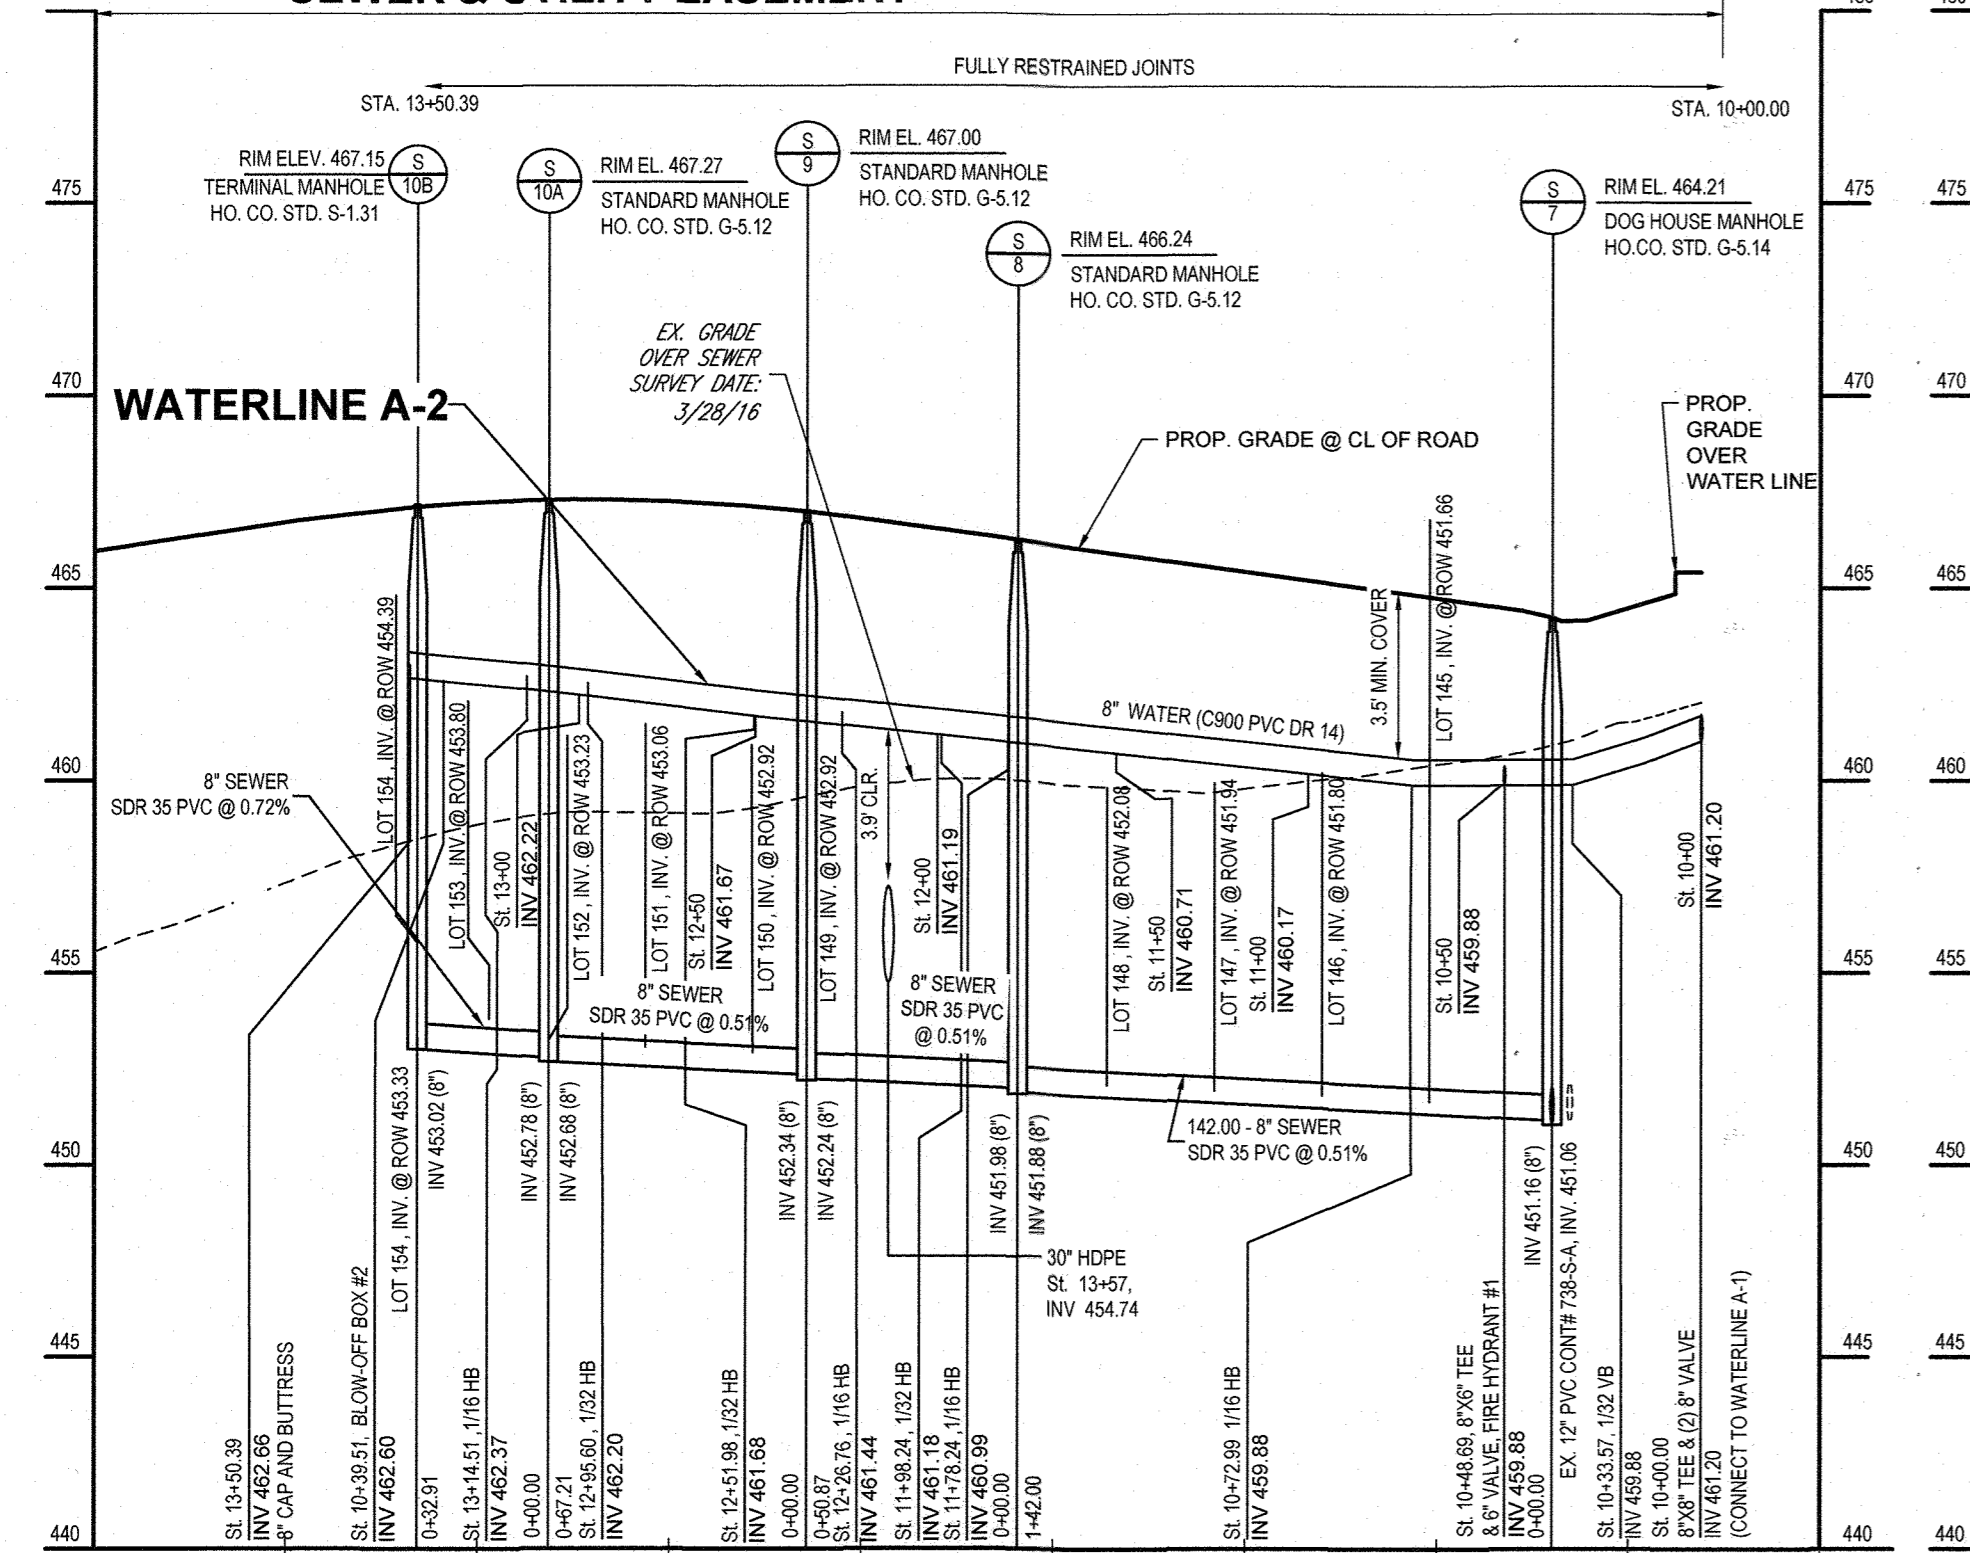 FULLY RESTRAINED JOINTS
STA. 13+50.39
STA. 10+00.00
S
10B
RIM ELEV. 467.15
TERMINAL MANHOLE
HO. CO. STD. S-1.31
S
10A
RIM EL. 467.27
STANDARD MANHOLE
HO. CO. STD. G-5.12
S
9
RIM EL. 467.00
STANDARD MANHOLE
HO. CO. STD. G-5.12
S
8
RIM EL. 466.24
STANDARD MANHOLE
HO. CO. STD. G-5.12
S
7
RIM EL. 464.21
DOG HOUSE MANHOLE
HO.CO. STD. G-5.14
475
475
475
470
470
470
465
465
465
460
460
460
455
455
455
450
450
450
445
445
445
440
440
440
EX. GRADE
OVER SEWER
SURVEY DATE:
3/28/16
WATERLINE A-2
PROP. GRADE @ CL OF ROAD
PROP.
GRADE
OVER
WATER LINE
8" WATER (C900 PVC DR 14)
3.5' MIN. COVER
3.9' CLR.
8" SEWER
SDR 35 PVC @ 0.72%
8" SEWER
SDR 35 PVC @ 0.51%
8" SEWER
SDR 35 PVC
@ 0.51%
142.00 - 8" SEWER
SDR 35 PVC @ 0.51%
30" HDPE
St. 13+57,
INV 454.74
LOT 154 , INV. @ ROW 454.39
LOT 153 , INV. @ ROW 453.80
St. 13+00
INV 462.22
LOT 152 , INV. @ ROW 453.23
LOT 151 , INV. @ ROW 453.06
St. 12+50
INV 461.67
LOT 150 , INV. @ ROW 452.92
LOT 149 , INV. @ ROW 452.92
St. 12+00
INV 461.19
LOT 148 , INV. @ ROW 452.08
St. 11+50
INV 460.71
LOT 147 , INV. @ ROW 451.94
St. 11+00
INV 460.17
LOT 146 , INV. @ ROW 451.80
LOT 145 , INV. @ ROW 451.66
St. 10+50
INV 459.88
St. 10+00
INV 461.20
LOT 154 , INV. @ ROW 453.33
INV 453.02 (8")
INV 452.78 (8")
INV 452.68 (8")
INV 452.34 (8")
INV 452.24 (8")
INV 451.98 (8")
INV 451.88 (8")
INV 451.16 (8")
EX. 12" PVC CONT# 738-S-A, INV. 451.06
St. 13+50.39
INV 462.66
8" CAP AND BUTTRESS
St. 10+39.51, BLOW-OFF BOX #2
INV 462.60
0+32.91
St. 13+14.51 , 1/16 HB
INV 462.37
0+00.00
0+67.21
St. 12+95.60 , 1/32 HB
INV 462.20
St. 12+51.98 , 1/32 HB
INV 461.68
0+00.00
0+50.87
St. 12+26.76 , 1/16 HB
INV 461.44
St. 11+98.24 , 1/32 HB
INV 461.18
St. 11+78.24 , 1/16 HB
INV 460.99
0+00.00
1+42.00
St. 10+72.99 1/16 HB
INV 459.88
St. 10+48.69, 8"X6" TEE
& 6" VALVE, FIRE HYDRANT #1
INV 459.88
0+00.00
St. 10+33.57, 1/32 VB
INV 459.88
St. 10+00.00
8"X8" TEE & (2) 8" VALVE
INV 461.20
(CONNECT TO WATERLINE A-1)